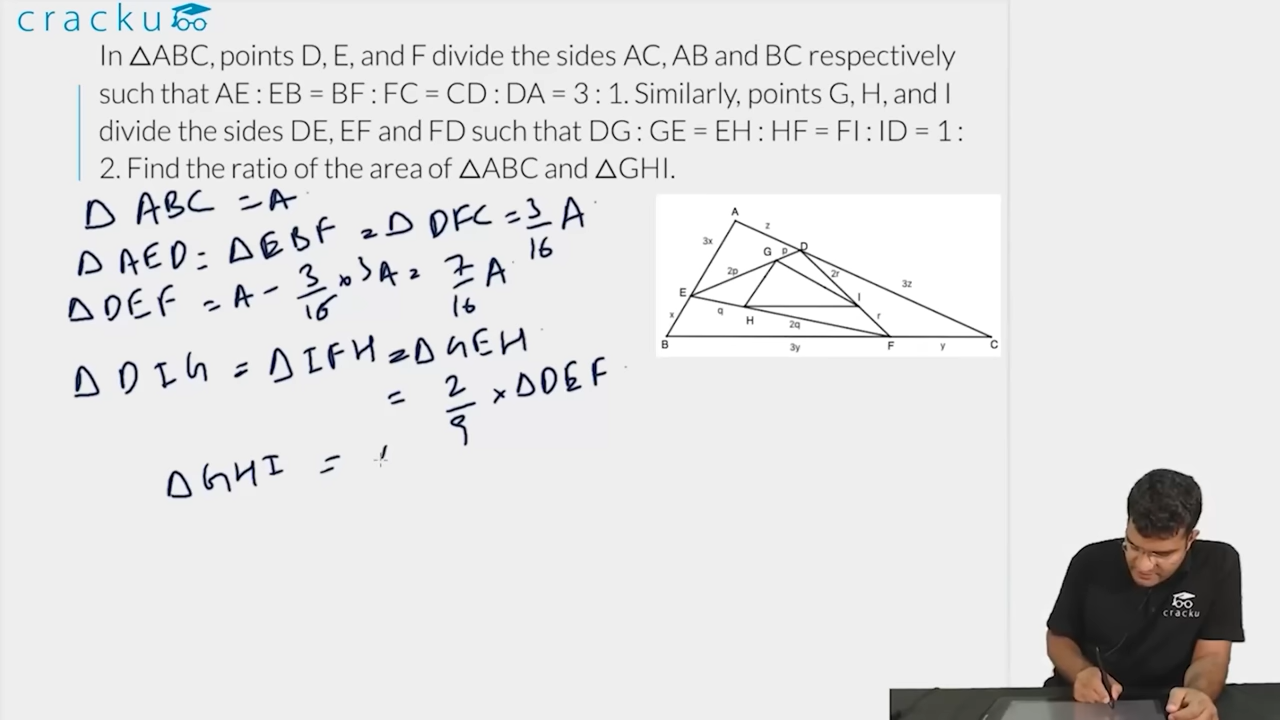 cracku
In △ABC, points D, E, and F divide the sides AC, AB and BC respectively
such that AE : EB = BF : FC = CD : DA = 3 : 1. Similarly, points G, H, and I
divide the sides DE, EF and FD such that DG : GE = EH : HF = FI : ID = 1 :
2. Find the ratio of the area of △ABC and △GHI.
Δ ABC = A
Δ AED = Δ EBF = Δ DFC = 3/16 A
Δ DEF = A - 3/16 × 3A = 7/16 A
Δ DIG = Δ IFH = Δ GEH
= 2/9 × Δ DEF
Δ GHI =
A
z
3x
G p D
2p
2r
3z
E
I
q
r
x
H
2q
B
3y
F
y
C
cracku